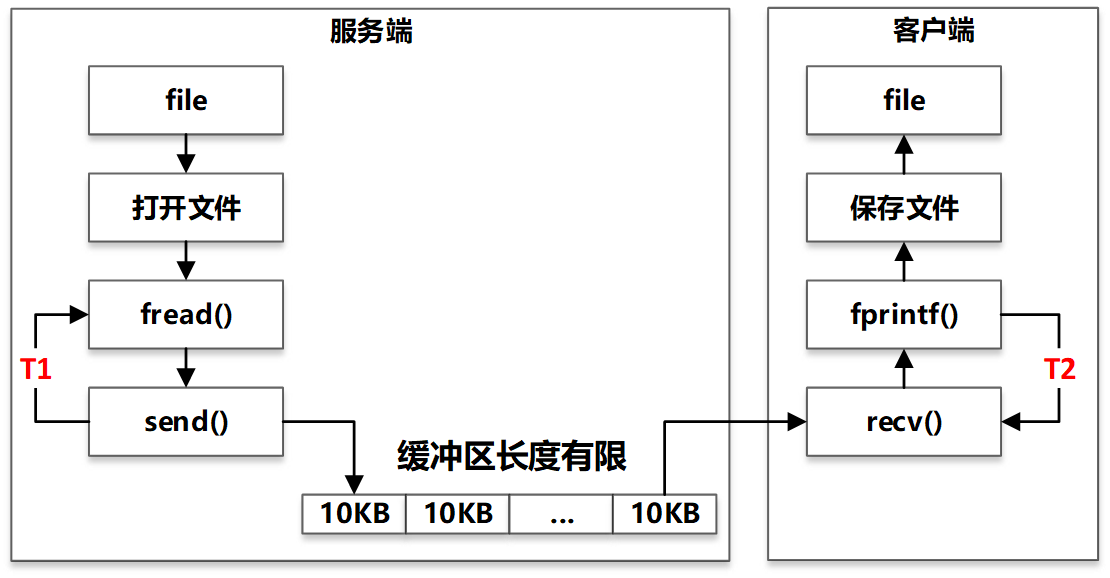 服务端
file
打开文件
fread()
T1
send()
缓冲区长度有限
10KB
10KB
...
10KB
客户端
file
保存文件
fprintf()
T2
recv()